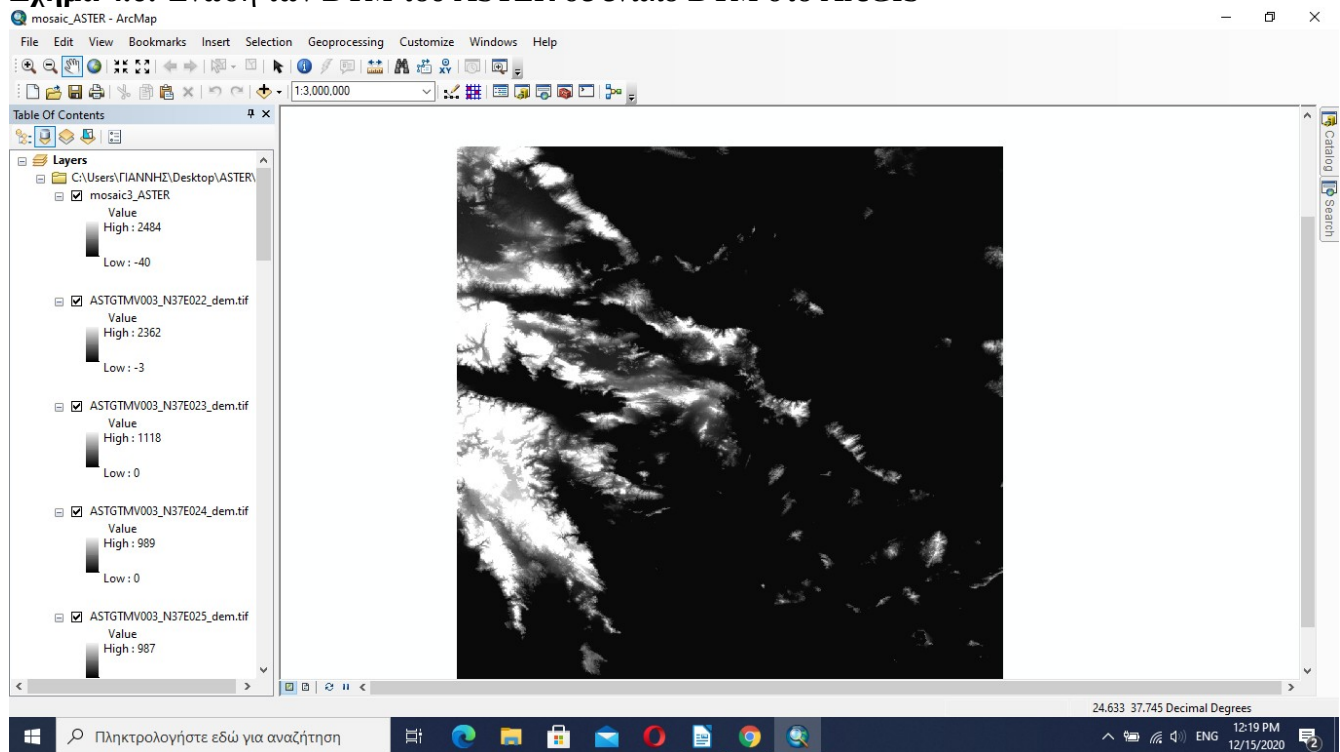 mosaic_ASTER - ArcMap
File Edit View Bookmarks Insert Selection Geoprocessing Customize Windows Help
1:3,000,000
Table Of Contents
Layers
C:\Users\ΓΙΑΝΝΗΣ\Desktop\ASTER\
mosaic3_ASTER
Value
High : 2484
Low : -40
ASTGTMV003_N37E022_dem.tif
Value
High : 2362
Low : -3
ASTGTMV003_N37E023_dem.tif
Value
High : 1118
Low : 0
ASTGTMV003_N37E024_dem.tif
Value
High : 989
Low : 0
ASTGTMV003_N37E025_dem.tif
Value
High : 987
Catalog
Search
24.633 37.745 Decimal Degrees
Πληκτρολογήστε εδώ για αναζήτηση
ENG
12:19 PM
12/15/2020
2